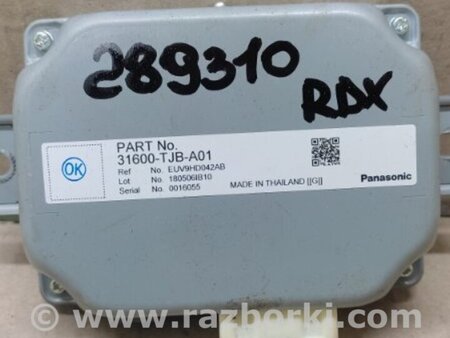 289310
RDX
PART No.
31600-TJB-A01
Ref No. EUV9HD042AB
Lot No. 180506IB10
Serial No. 0016055
OK
MADE IN THAILAND [[G]]
Panasonic
www.razborki.com